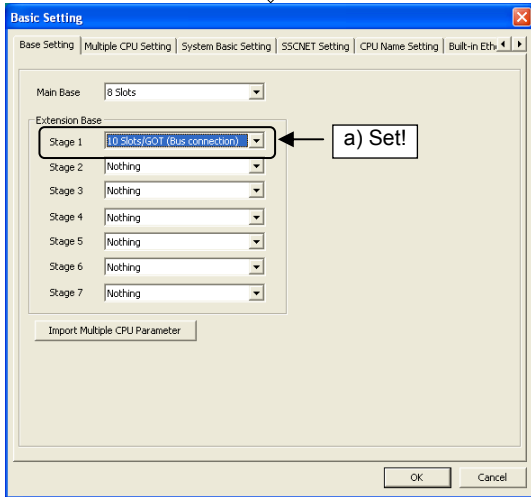 Basic Setting
Base Setting Multiple CPU Setting System Basic Setting SSCNET Setting CPU Name Setting Built-in Eth
Main Base 8 Slots
Extension Base
Stage 1 10 Slots/GOT (Bus connection)
a) Set!
Stage 2 Nothing
Stage 3 Nothing
Stage 4 Nothing
Stage 5 Nothing
Stage 6 Nothing
Stage 7 Nothing
Import Multiple CPU Parameter
OK Cancel